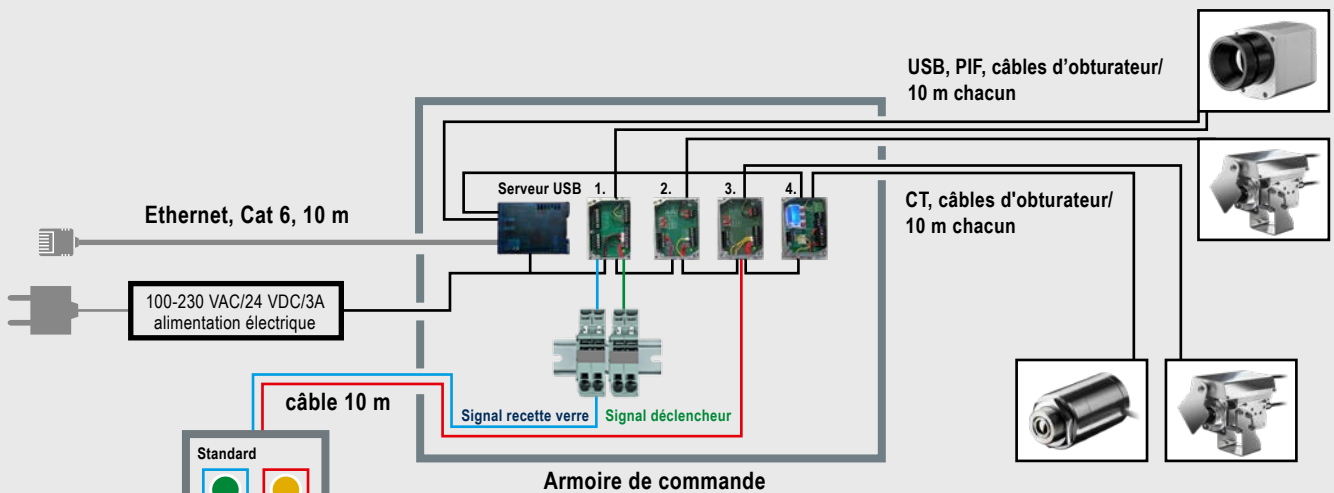 USB, PIF, câbles d’obturateur/
10 m chacun
Serveur USB
1.
2.
3.
4.
CT, câbles d'obturateur/
10 m chacun
Ethernet, Cat 6, 10 m
100-230 VAC/24 VDC/3A
alimentation électrique
câble 10 m
Signal recette verre
Signal déclencheur
Standard
Armoire de commande